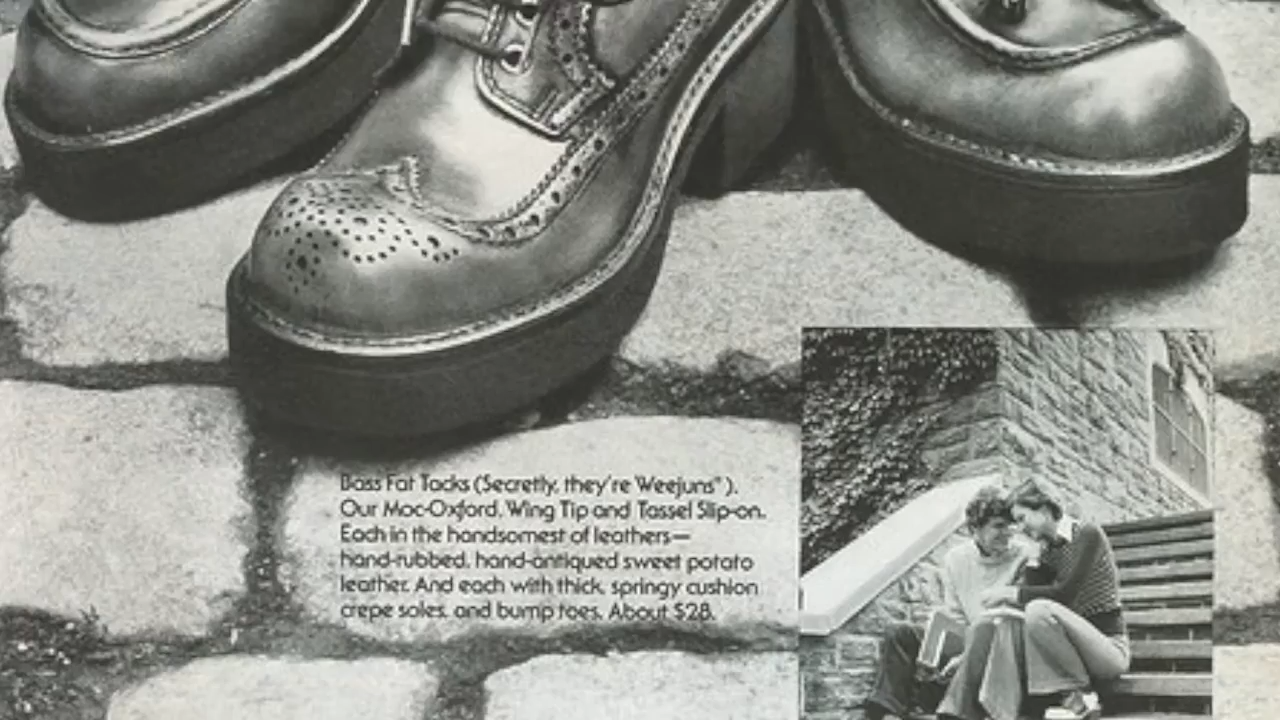 Bass Fat Tacks (Secretly, they're Weejuns®).
Our Moc-Oxford, Wing Tip and Tassel Slip-on.
Each in the handsomest of leathers—
hand-rubbed, hand-antiqued sweet potato
leather. And each with thick, springy cushion
crepe soles, and bump toes. About $28.